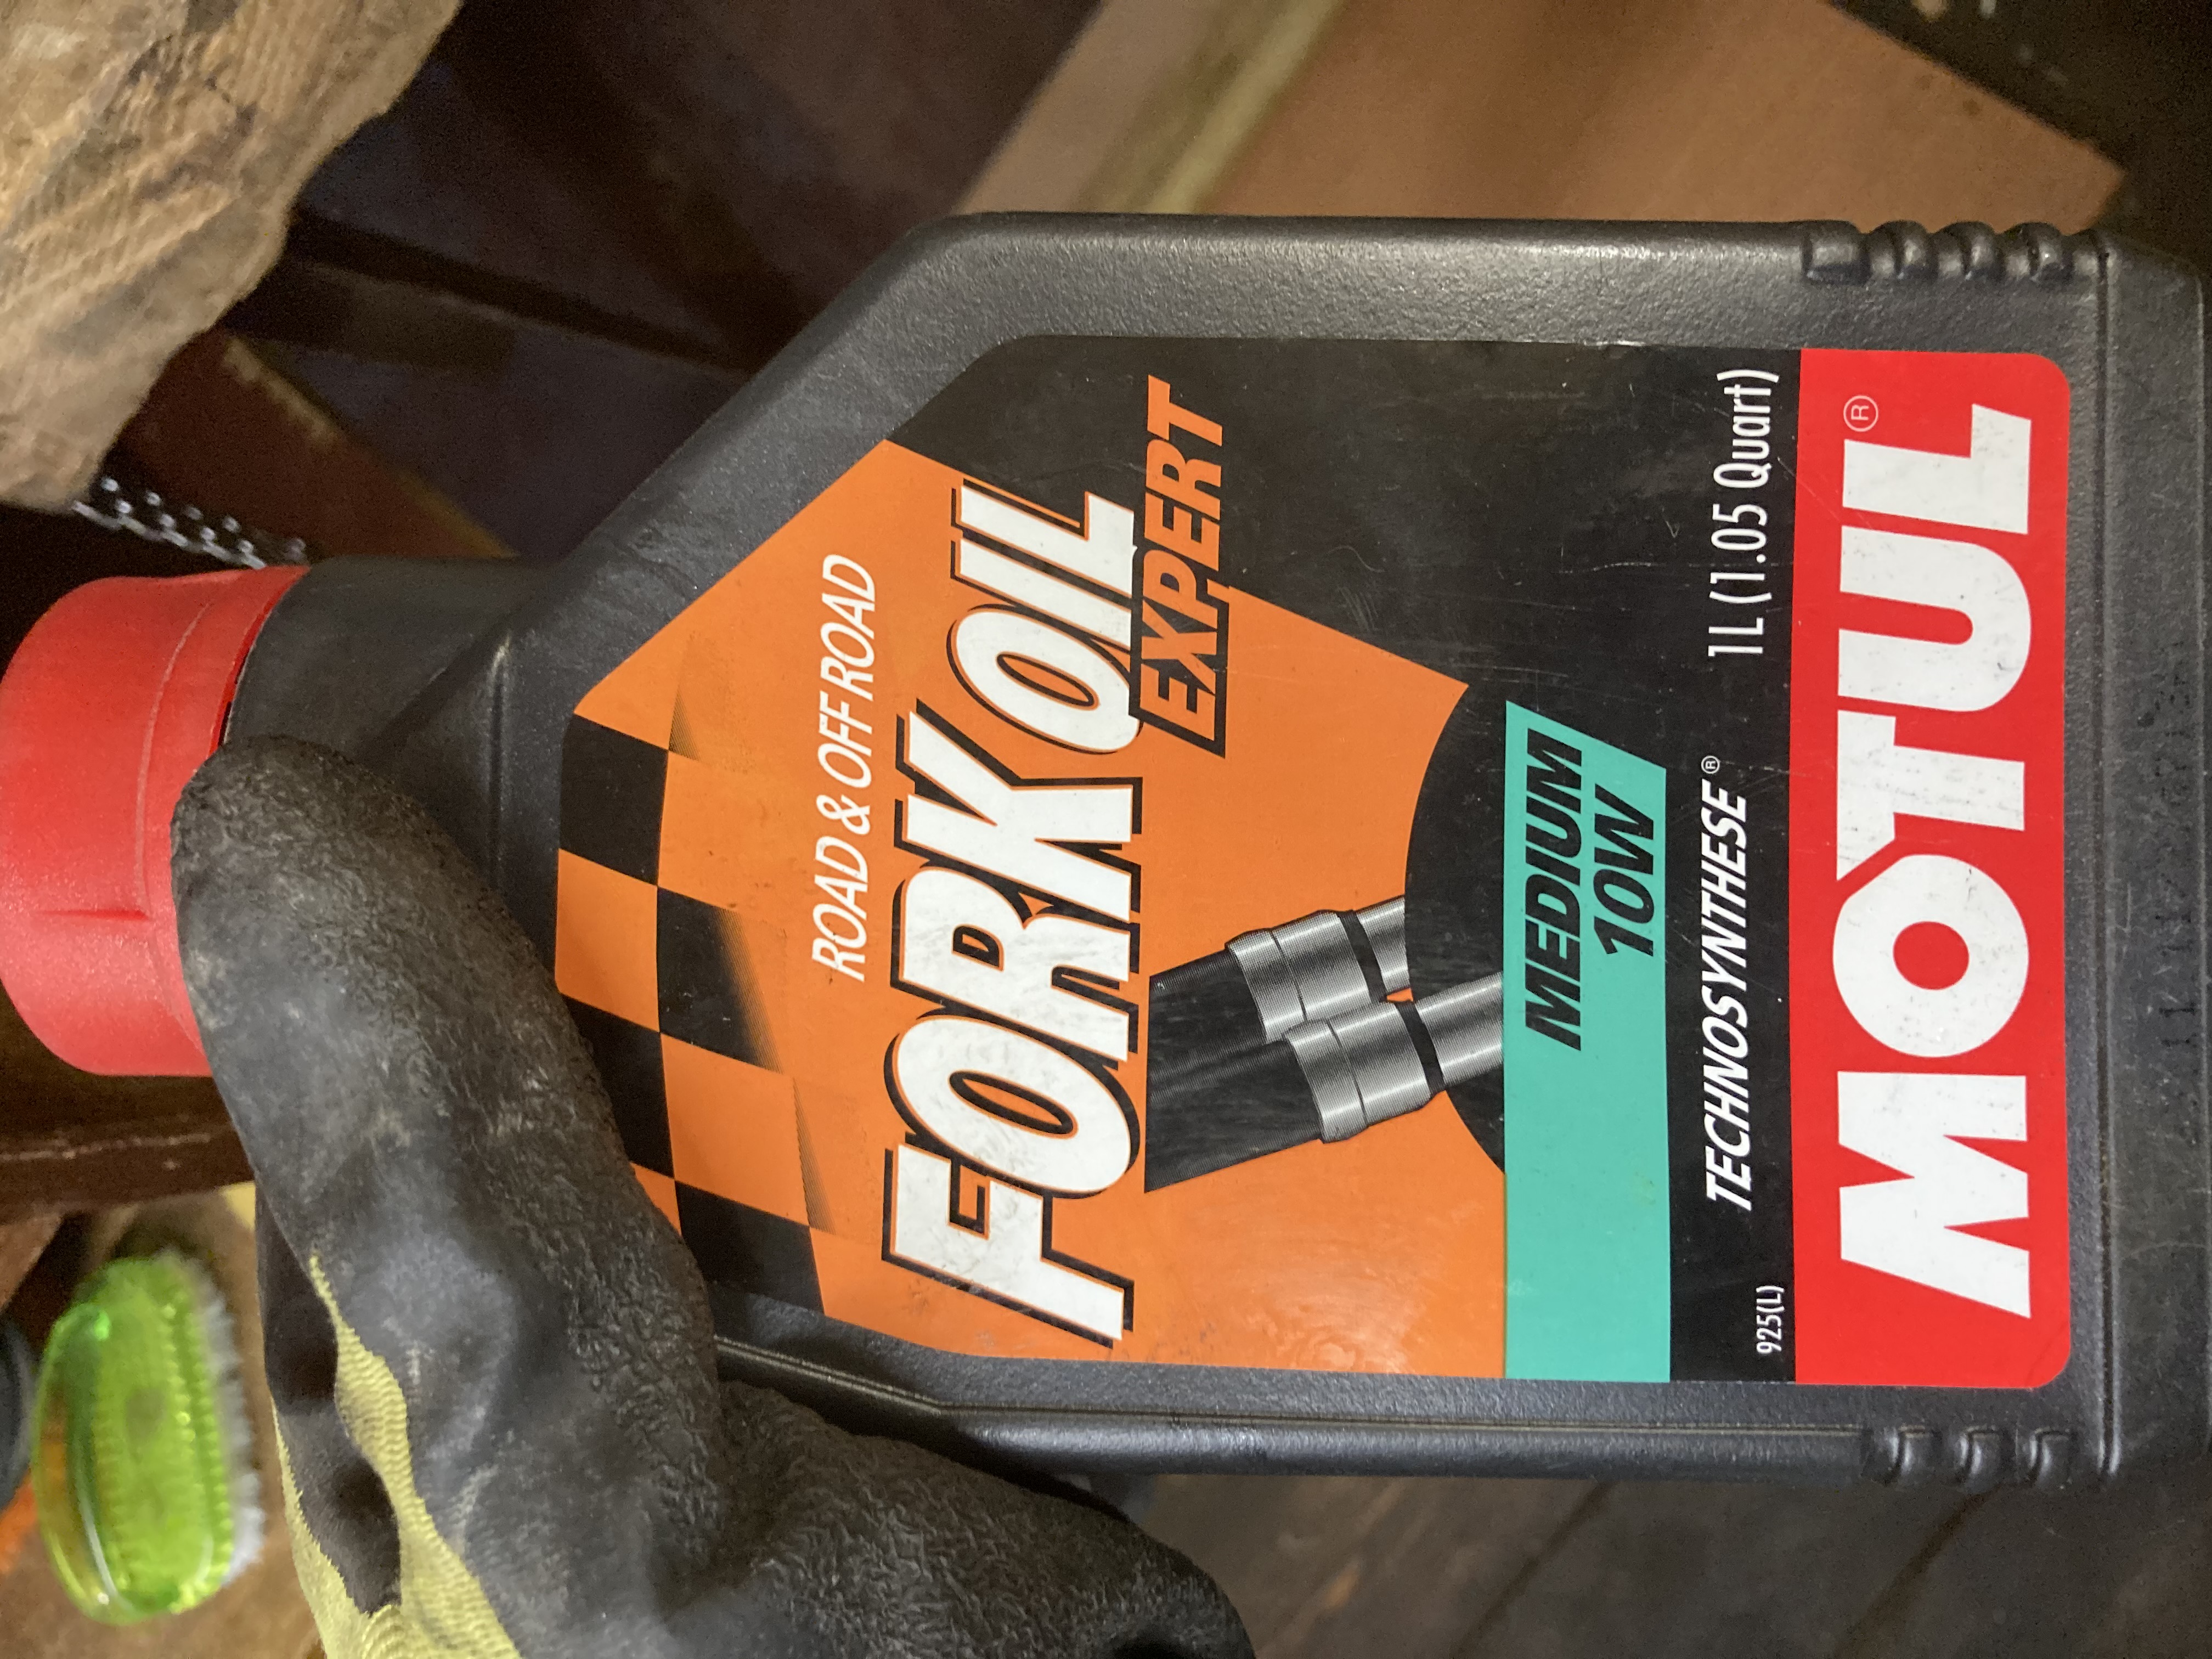 ROAD & OFF ROAD
FORK OIL
EXPERT
MEDIUM
10W
TECHNOSYNTHESE®
925(L) 1L (1.05 Quart)
MOTUL®